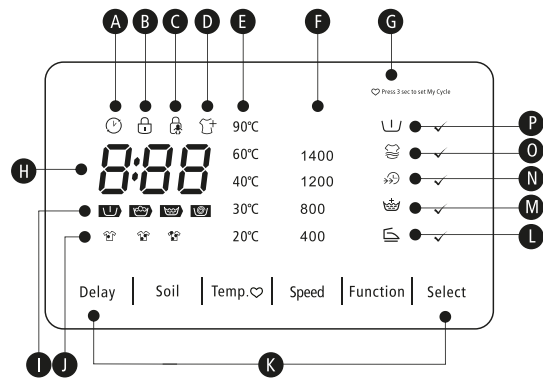 A B C D E F G
♡ Press 3 sec to set My Cycle
90℃
P
60℃ 1400
O
H
8:88
40℃ 1200
N
30℃ 800
M
I
20℃ 400
L
J
Delay | Soil | Temp.♡ | Speed | Function | Select
K